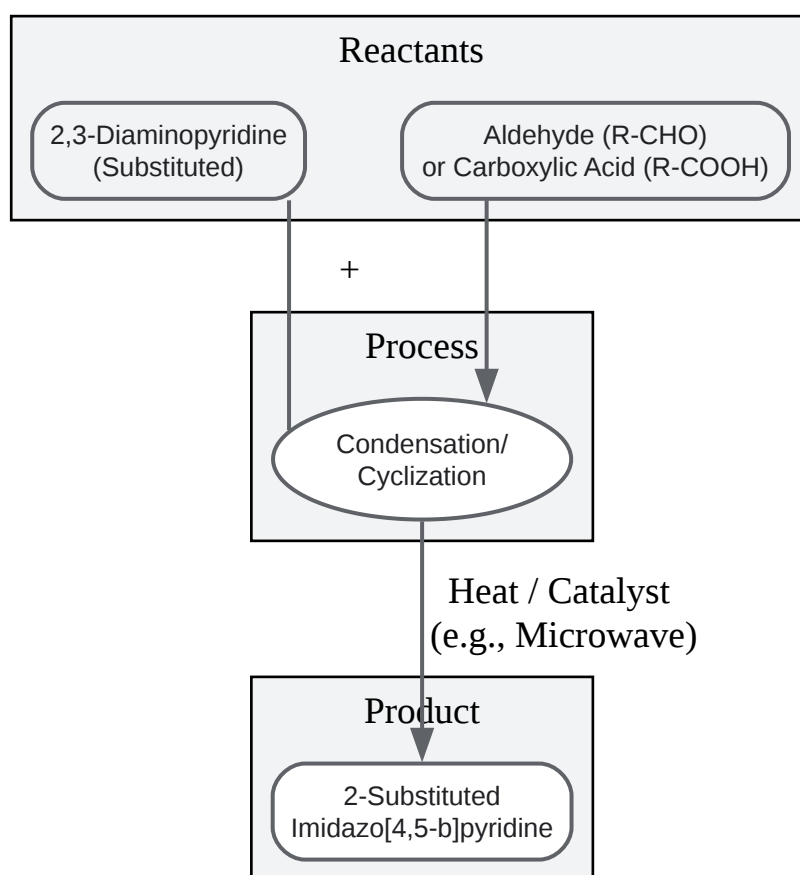 Reactants
2,3-Diaminopyridine
(Substituted)
Aldehyde (R-CHO)
or Carboxylic Acid (R-COOH)
+
Process
Condensation/
Cyclization
Heat / Catalyst
(e.g., Microwave)
Product
2-Substituted
Imidazo[4,5-b]pyridine